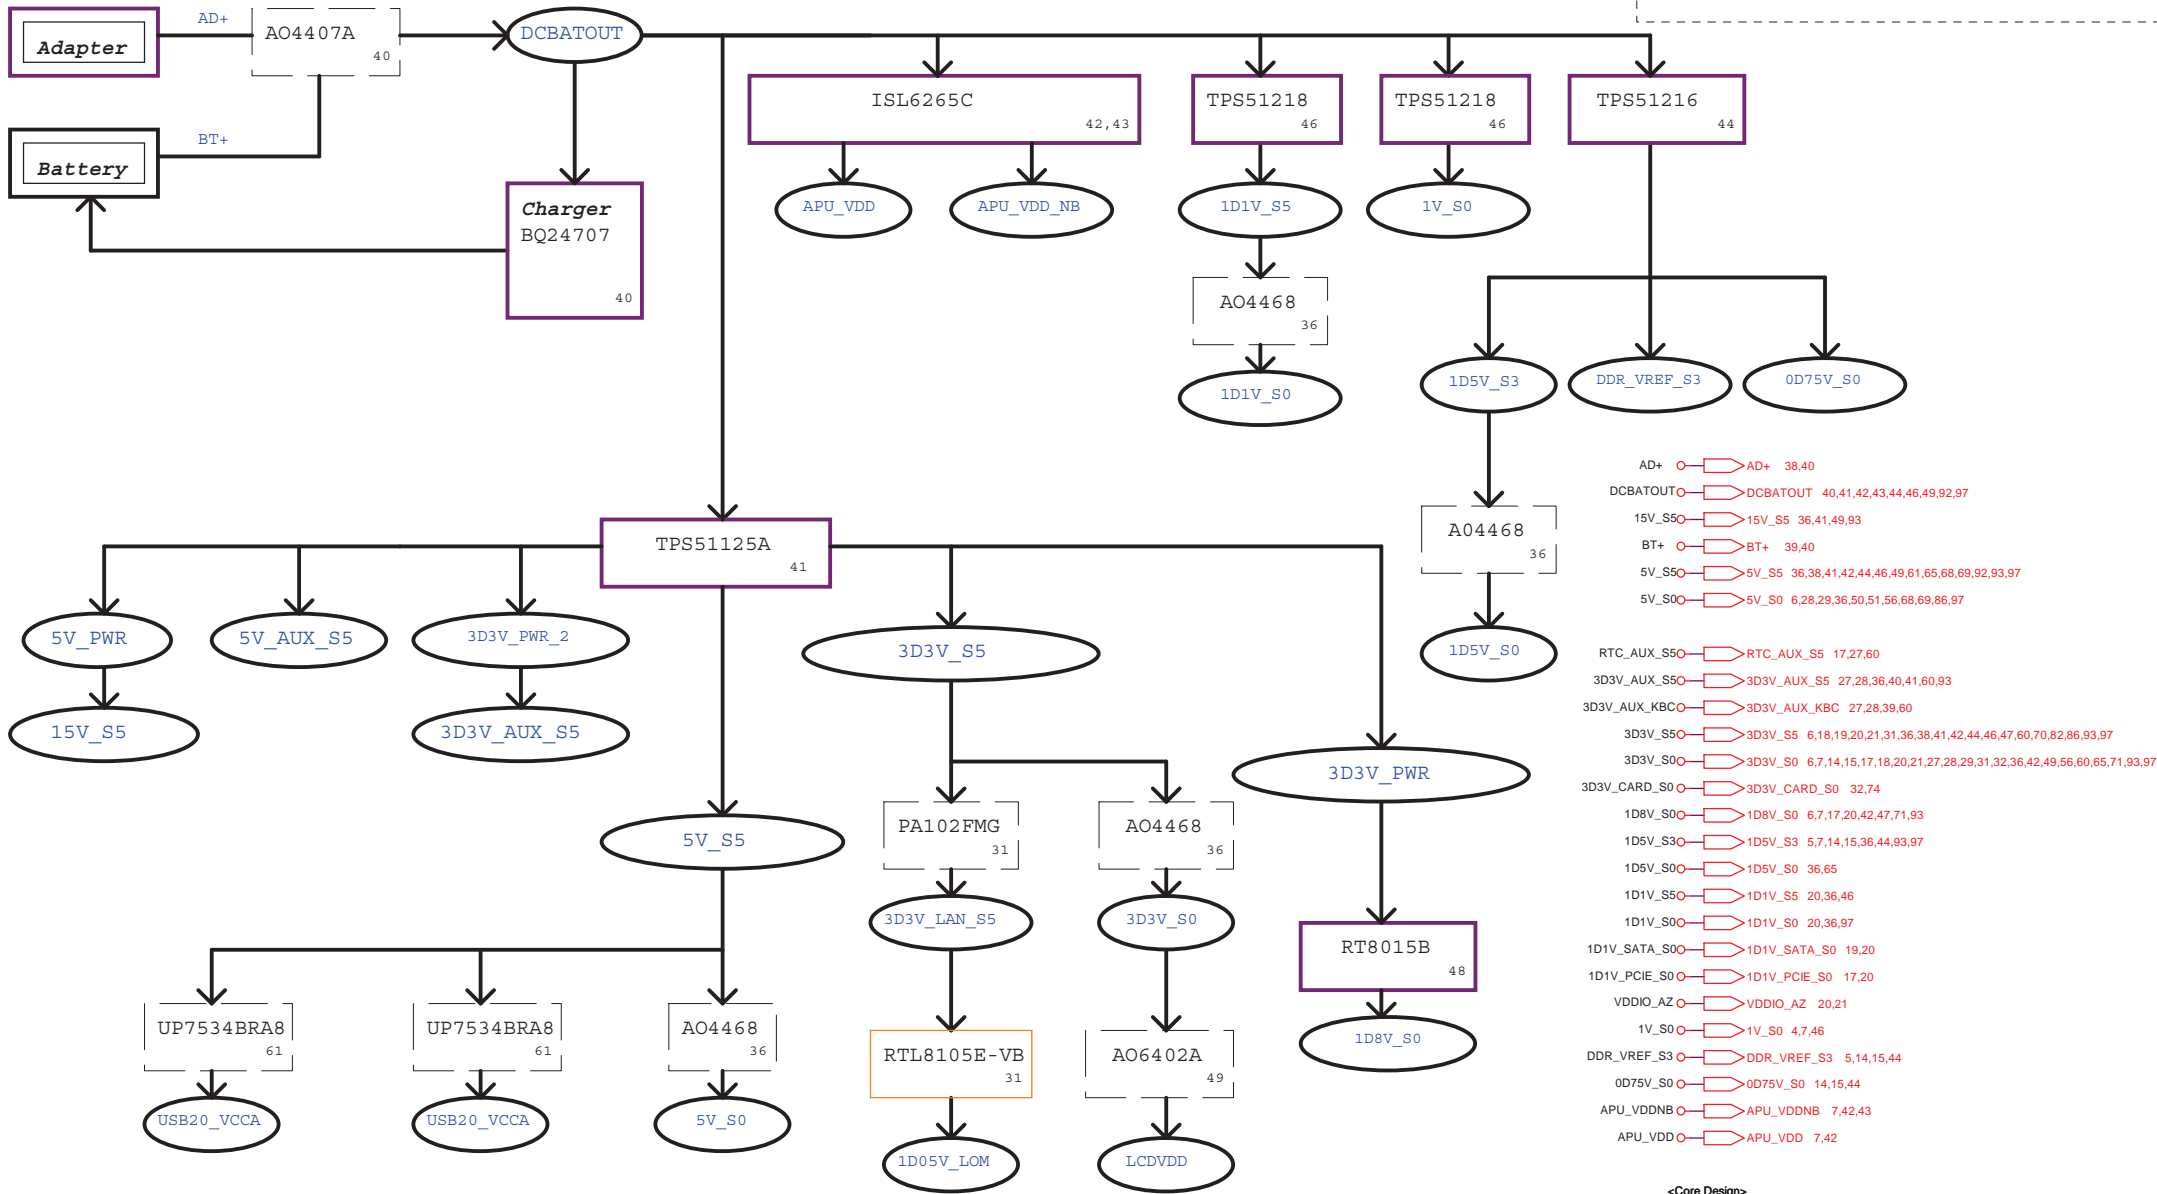 Adapter
AD+
AO4407A
40
DCBATOUT
Battery
BT+
Charger
BQ24707
40
ISL6265C
42,43
TPS51218
46
TPS51218
46
TPS51216
44
APU_VDD
APU_VDD_NB
1D1V_S5
1V_S0
AO4468
36
1D1V_S0
1D5V_S3
DDR_VREF_S3
0D75V_S0
A04468
36
1D5V_S0
TPS51125A
41
5V_PWR
5V_AUX_S5
3D3V_PWR_2
3D3V_S5
15V_S5
3D3V_AUX_S5
3D3V_PWR
5V_S5
PA102FMG
31
AO4468
36
3D3V_LAN_S5
3D3V_S0
RT8015B
48
UP7534BRA8
61
UP7534BRA8
61
AO4468
36
RTL8105E-VB
31
AO6402A
49
1D8V_S0
USB20_VCCA
USB20_VCCA
5V_S0
1D05V_LOM
LCDVDD
AD+ AD+ 38,40
DCBATOUT DCBATOUT 40,41,42,43,44,46,49,92,97
15V_S5 15V_S5 36,41,49,93
BT+ BT+ 39,40
5V_S5 5V_S5 36,38,41,42,44,46,49,61,65,68,69,92,93,97
5V_S0 5V_S0 6,28,29,36,50,51,56,68,69,86,97
RTC_AUX_S5 RTC_AUX_S5 17,27,60
3D3V_AUX_S5 3D3V_AUX_S5 27,28,36,40,41,60,93
3D3V_AUX_KBC 3D3V_AUX_KBC 27,28,39,60
3D3V_S5 3D3V_S5 6,18,19,20,21,31,36,38,41,42,44,46,47,60,70,82,86,93,97
3D3V_S0 3D3V_S0 6,7,14,15,17,18,20,21,27,28,29,31,32,36,42,49,56,60,65,71,93,97
3D3V_CARD_S0 3D3V_CARD_S0 32,74
1D8V_S0 1D8V_S0 6,7,17,20,42,47,71,93
1D5V_S3 1D5V_S3 5,7,14,15,36,44,93,97
1D5V_S0 1D5V_S0 36,65
1D1V_S5 1D1V_S5 20,36,46
1D1V_S0 1D1V_S0 20,36,97
1D1V_SATA_S0 1D1V_SATA_S0 19,20
1D1V_PCIE_S0 1D1V_PCIE_S0 17,20
VDDIO_AZ VDDIO_AZ 20,21
1V_S0 1V_S0 4,7,46
DDR_VREF_S3 DDR_VREF_S3 5,14,15,44
0D75V_S0 0D75V_S0 14,15,44
APU_VDDNB APU_VDDNB 7,42,43
APU_VDD APU_VDD 7,42
<Core Design>